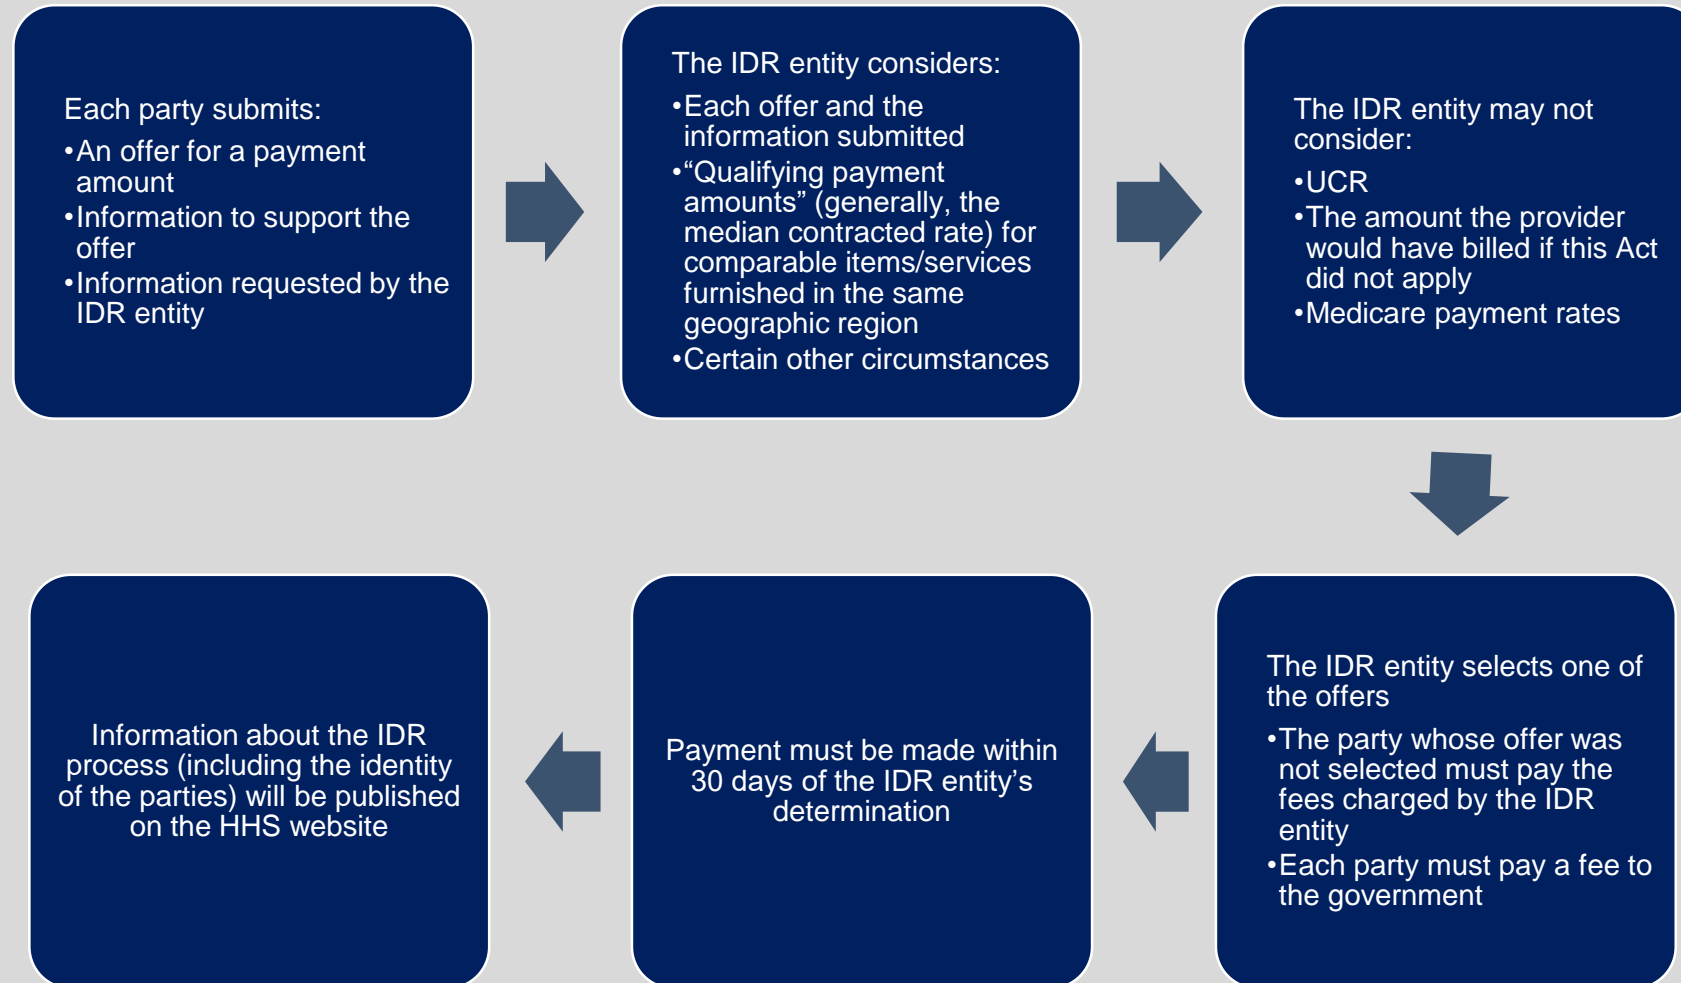 Each party submits:
•An offer for a payment
amount
•Information to support the
offer
•Information requested by the
IDR entity
The IDR entity considers:
•Each offer and the
information submitted
•“Qualifying payment
amounts” (generally, the
median contracted rate) for
comparable items/services
furnished in the same
geographic region
•Certain other circumstances
The IDR entity may not
consider:
•UCR
•The amount the provider
would have billed if this Act
did not apply
•Medicare payment rates
The IDR entity selects one of
the offers
•The party whose offer was
not selected must pay the
fees charged by the IDR
entity
•Each party must pay a fee to
the government
Payment must be made within
30 days of the IDR entity’s
determination
Information about the IDR
process (including the identity
of the parties) will be published
on the HHS website